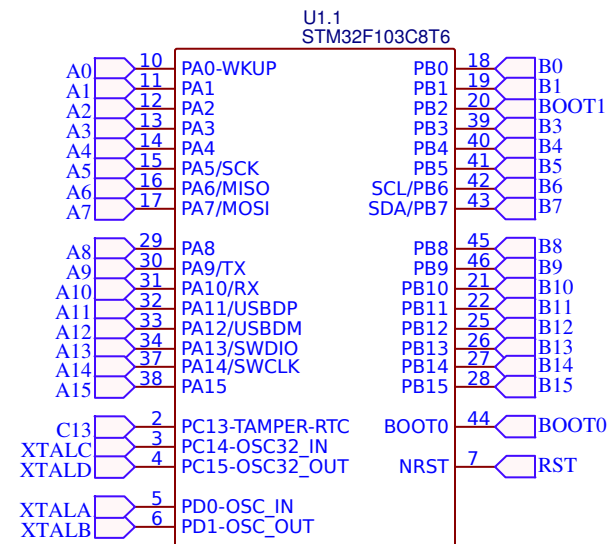 U1.1
STM32F103C8T6
A0 10 PA0-WKUP PB0 18 B0
A1 11 PA1 PB1 19 B1
A2 12 PA2 PB2 20 BOOT1
A3 13 PA3 PB3 39 B3
A4 14 PA4 PB4 40 B4
A5 15 PA5/SCK PB5 41 B5
A6 16 PA6/MISO SCL/PB6 42 B6
A7 17 PA7/MOSI SDA/PB7 43 B7
A8 29 PA8 PB8 45 B8
A9 30 PA9/TX PB9 46 B9
A10 31 PA10/RX PB10 21 B10
A11 32 PA11/USBDP PB11 22 B11
A12 33 PA12/USBDM PB12 25 B12
A13 34 PA13/SWDIO PB13 26 B13
A14 37 PA14/SWCLK PB14 27 B14
A15 38 PA15 PB15 28 B15
C13 2 PC13-TAMPER-RTC BOOT0 44 BOOT0
XTALC 3 PC14-OSC32_IN
XTALD 4 PC15-OSC32_OUT NRST 7 RST
XTALA 5 PD0-OSC_IN
XTALB 6 PD1-OSC_OUT